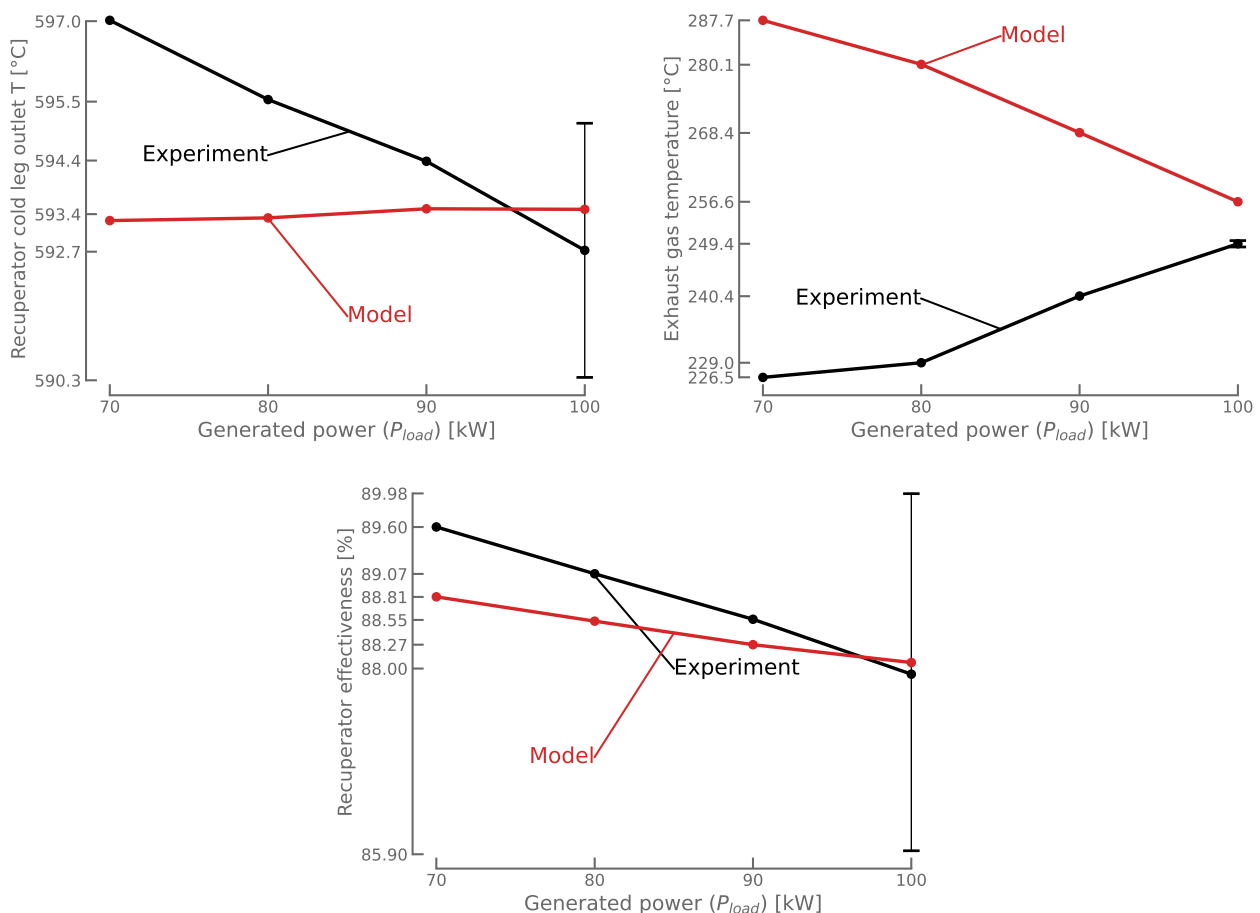 Recuperator cold leg outlet T [°C]
597.0
595.5
594.4
593.4
592.7
590.3
Experiment
Model
70
80
90
100
Generated power (P_load) [kW]
Exhaust gas temperature [°C]
287.7
280.1
268.4
256.6
249.4
240.4
229.0
226.5
Model
Experiment
70
80
90
100
Generated power (P_load) [kW]
Recuperator effectiveness [%]
89.98
89.60
89.07
88.81
88.55
88.27
88.00
85.90
Experiment
Model
70
80
90
100
Generated power (P_load) [kW]